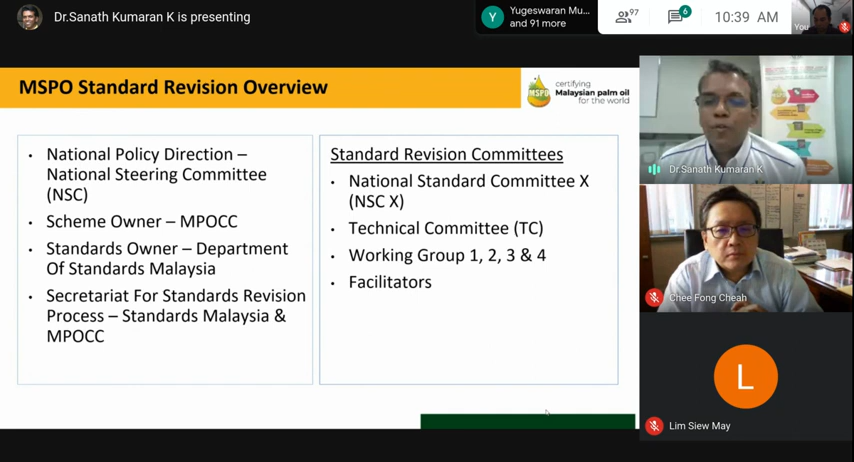 Dr.Sanath Kumaran K is presenting
Y
Yugeswaran Mu...
and 91 more
97
6
10:39 AM
You
MSPO Standard Revision Overview
MSPO
certifying
Malaysian palm oil
for the world
• National Policy Direction –
National Steering Committee
(NSC)
• Scheme Owner – MPOCC
• Standards Owner – Department
Of Standards Malaysia
• Secretariat For Standards Revision
Process – Standards Malaysia &
MPOCC
Standard Revision Committees
• National Standard Committee X
(NSC X)
• Technical Committee (TC)
• Working Group 1, 2, 3 & 4
• Facilitators
Dr.Sanath Kumaran K
Chee Fong Cheah
L
Lim Siew May